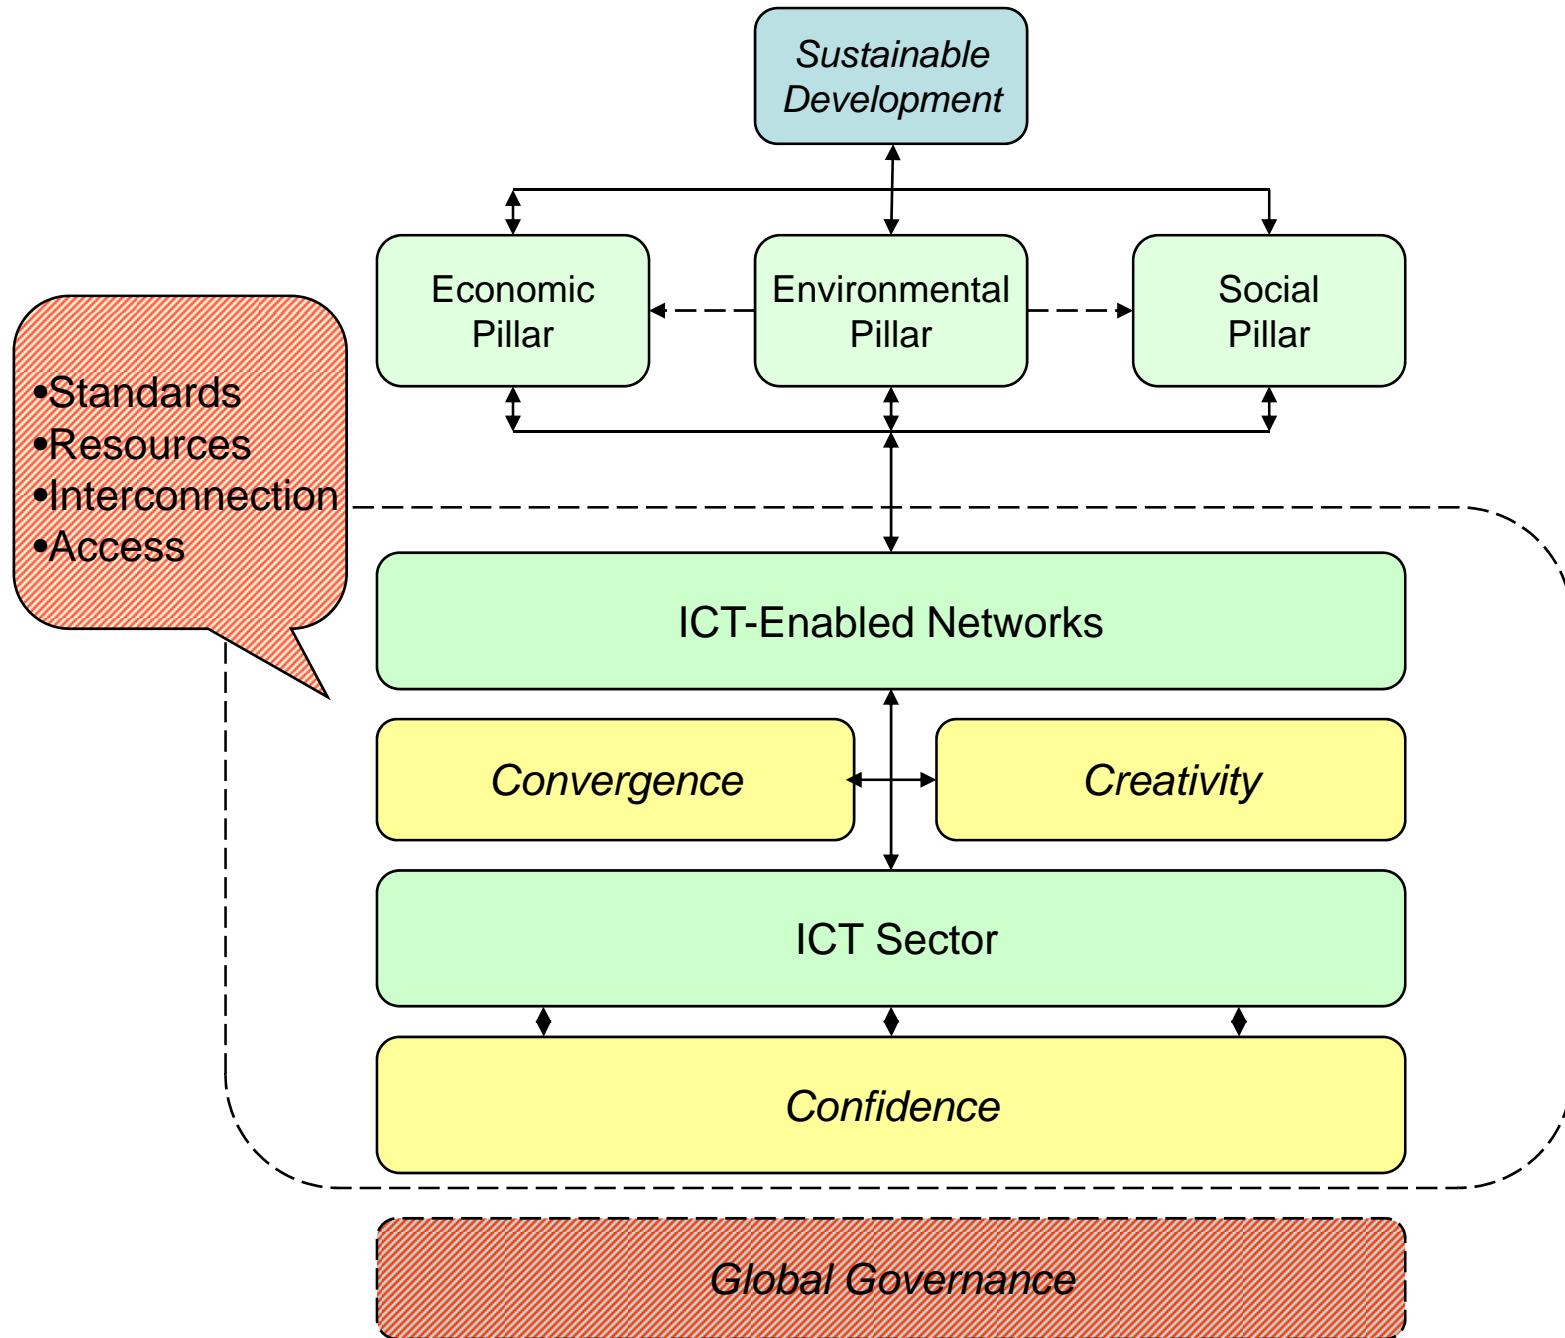 Sustainable
Development
Economic
Pillar
Environmental
Pillar
Social
Pillar
•Standards
•Resources
•Interconnection
•Access
ICT-Enabled Networks
Convergence
Creativity
ICT Sector
Confidence
Global Governance